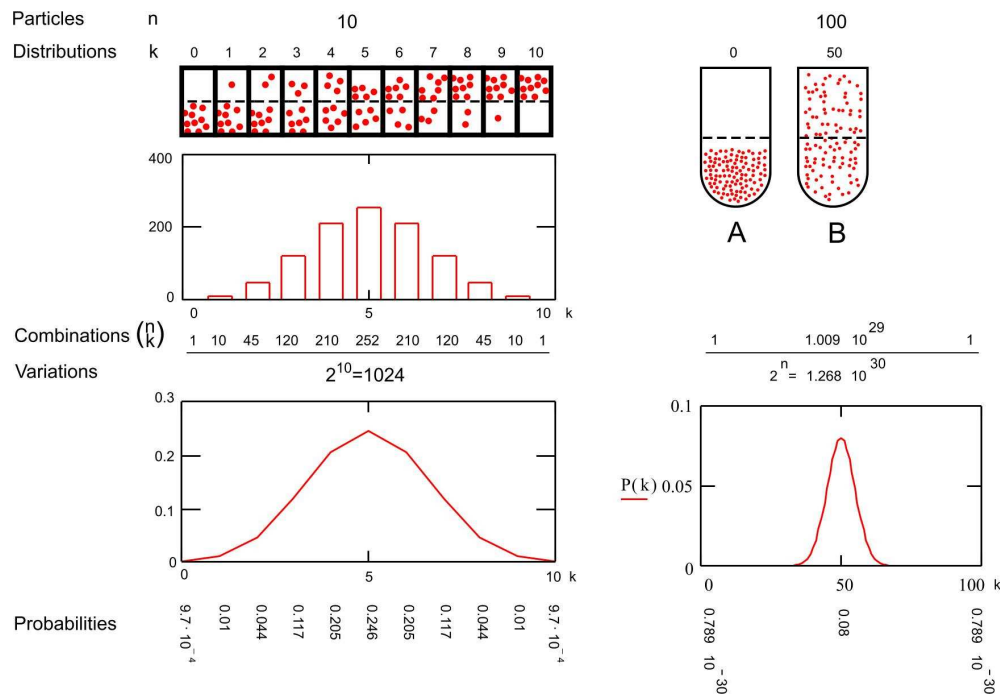 Particles n 10 100
Distributions k 0 1 2 3 4 5 6 7 8 9 10 0 50
400
200
0
0 5 10 k
A B
Combinations (n k) 1 10 45 120 210 252 210 120 45 10 1 1 1.009 10 29 1
Variations 2 10 =1024 2 n = 1.268 10 30
0.3
0.2
0.1
0
0 5 10 k
0.1
P(k) 0.05
0
0 50 100 k
Probabilities 9.7·10 -4 0.01 0.044 0.117 0.205 0.246 0.205 0.117 0.044 0.01 9.7·10 -4 0.789 10 -30 0.08 0.789 10 -30